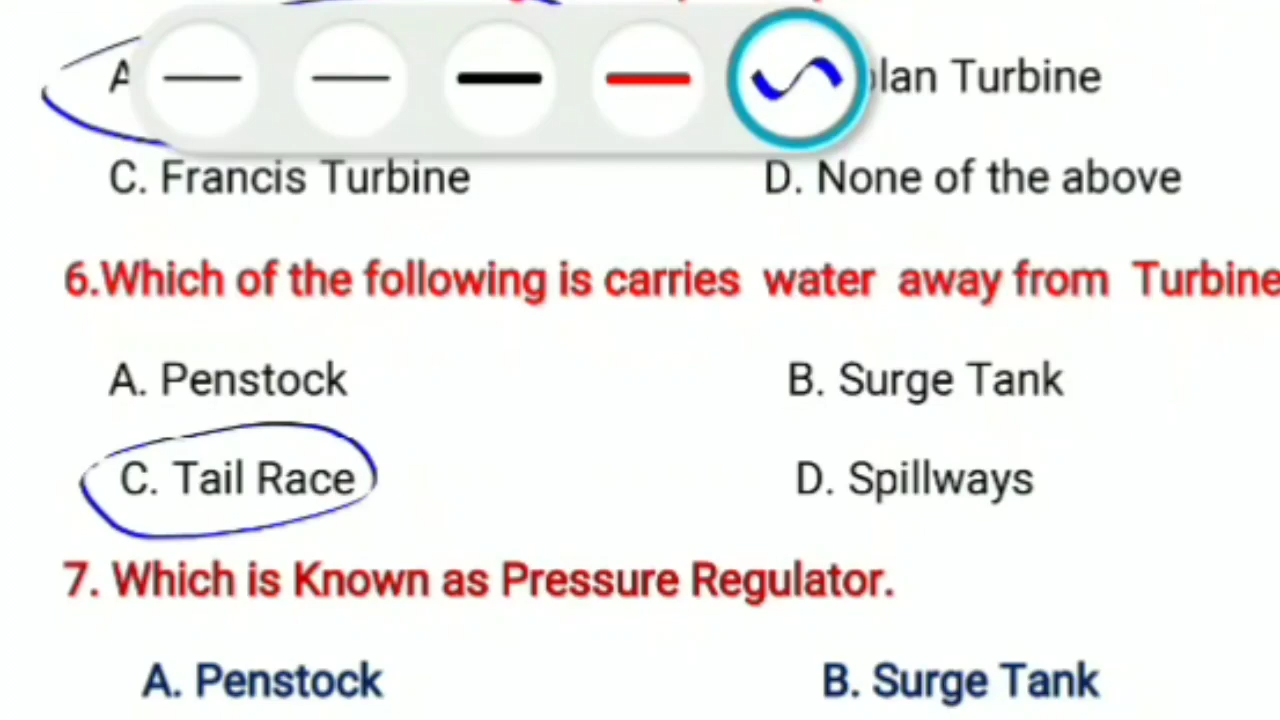 A
Turbine
C. Francis Turbine
D. None of the above
6.Which of the following is carries water away from Turbine
A. Penstock
B. Surge Tank
C. Tail Race
D. Spillways
7. Which is Known as Pressure Regulator.
A. Penstock
B. Surge Tank